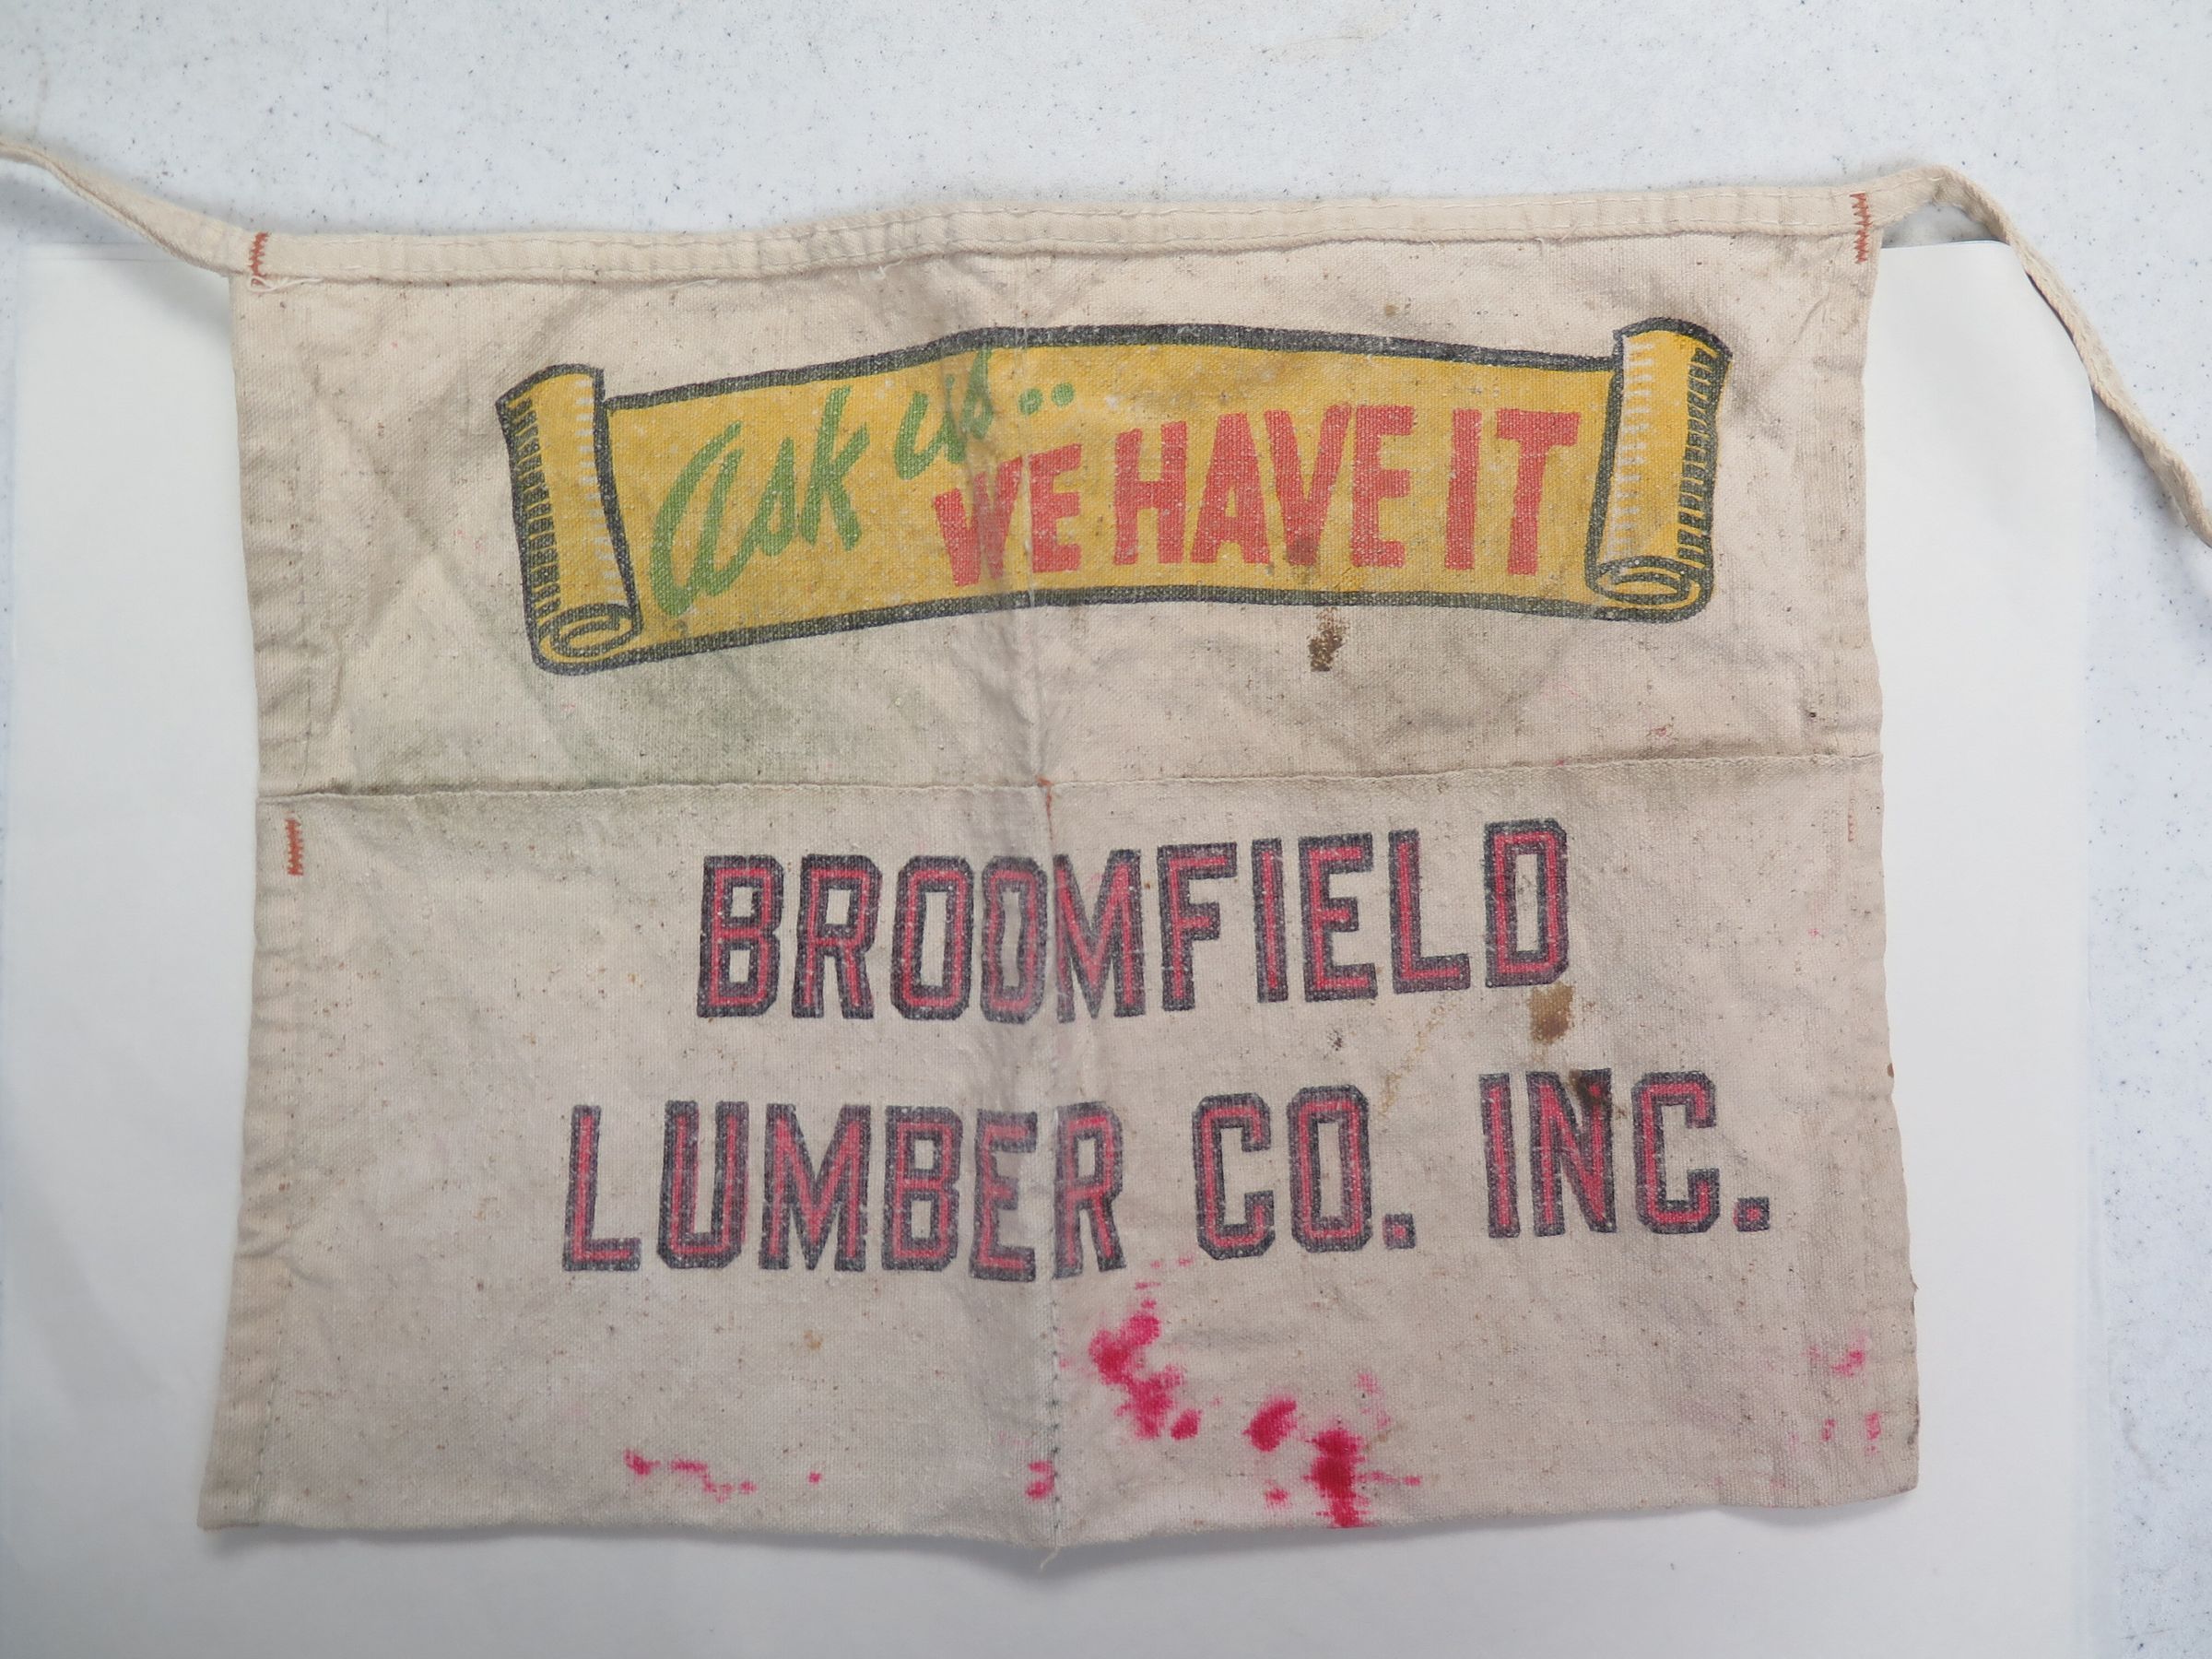 ask us..
WE HAVE IT
BROOMFIELD
LUMBER CO. INC.